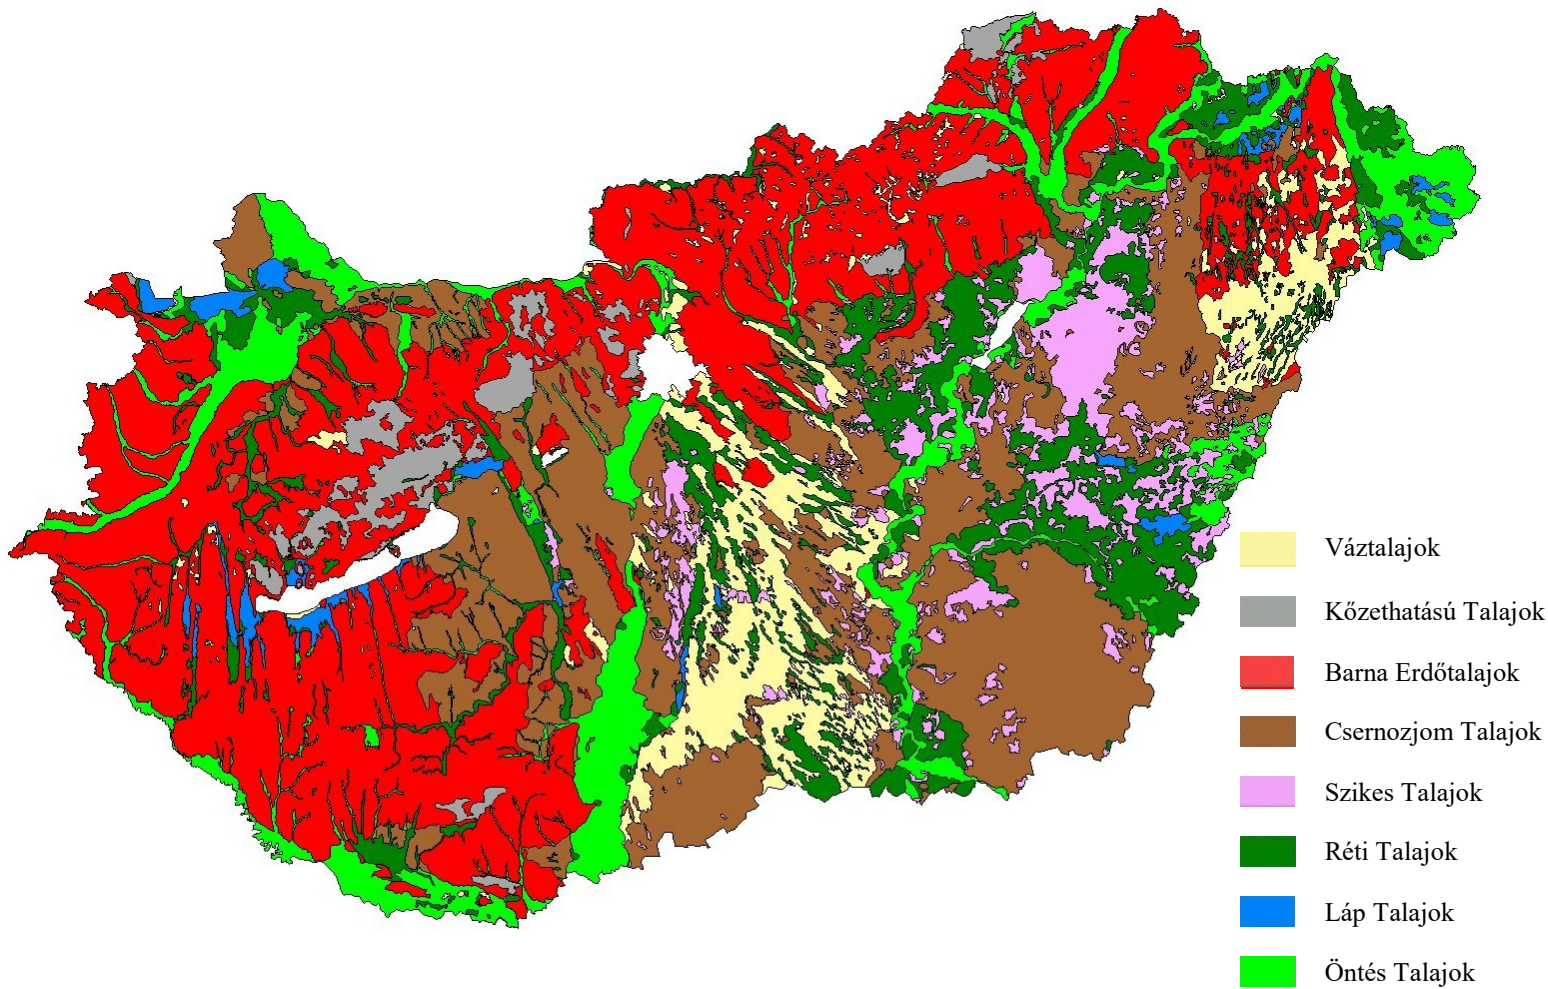 Váztalajok
Kőzethatású Talajok
Barna Erdőtalajok
Csernozjom Talajok
Szikes Talajok
Réti Talajok
Láp Talajok
Öntés Talajok